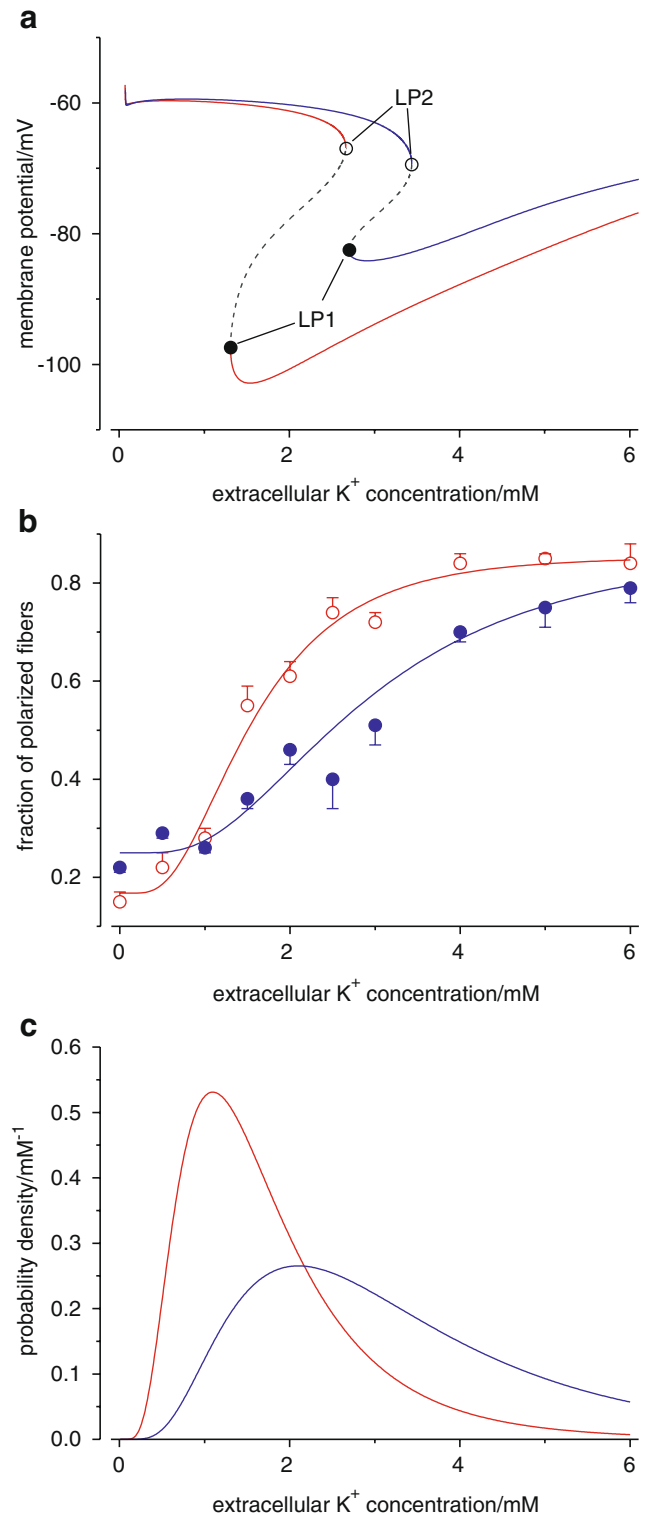 a
membrane potential/mV
-60
-80
-100
LP2
LP1
0 2 4 6
extracellular K⁺ concentration/mM
b
fraction of polarized fibers
0.8
0.6
0.4
0.2
0 2 4 6
extracellular K⁺ concentration/mM
c
probability density/mM⁻¹
0.6
0.5
0.4
0.3
0.2
0.1
0.0
0 2 4 6
extracellular K⁺ concentration/mM